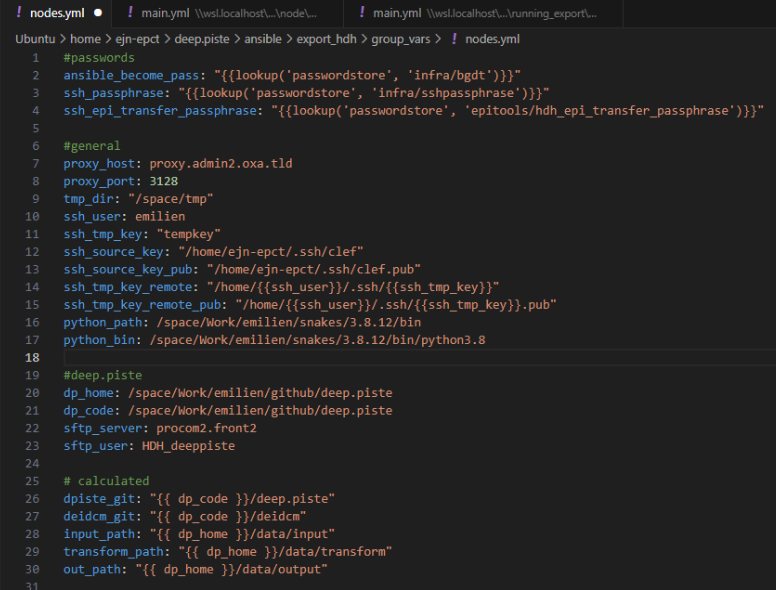 nodes.yml
main.yml \\wsl.localhost\...\node\...
main.yml \\wsl.localhost\...\running_export\...
Ubuntu > home > ejn-epct > deep.piste > ansible > export_hdh > group_vars > ! nodes.yml
1 #passwords
2 ansible_become_pass: "{{lookup('passwordstore', 'infra/bgdt')}}"
3 ssh_passphrase: "{{lookup('passwordstore', 'infra/sshpassphrase')}}"
4 ssh_epi_transfer_passphrase: "{{lookup('passwordstore', 'epitools/hdh_epi_transfer_passphrase')}}"
5
6 #general
7 proxy_host: proxy.admin2.oxa.tld
8 proxy_port: 3128
9 tmp_dir: "/space/tmp"
10 ssh_user: emilien
11 ssh_tmp_key: "tempkey"
12 ssh_source_key: "/home/ejn-epct/.ssh/clef"
13 ssh_source_key_pub: "/home/ejn-epct/.ssh/clef.pub"
14 ssh_tmp_key_remote: "/home/{{ssh_user}}/.ssh/{{ssh_tmp_key}}"
15 ssh_tmp_key_remote_pub: "/home/{{ssh_user}}/.ssh/{{ssh_tmp_key}}.pub"
16 python_path: /space/Work/emilien/snakes/3.8.12/bin
17 python_bin: /space/Work/emilien/snakes/3.8.12/bin/python3.8
18
19 #deep.piste
20 dp_home: /space/Work/emilien/github/deep.piste
21 dp_code: /space/Work/emilien/github/deep.piste
22 sftp_server: procom2.front2
23 sftp_user: HDH_deeppiste
24
25 # calculated
26 dpiste_git: "{{ dp_code }}/deep.piste"
27 deidcm_git: "{{ dp_code }}/deidcm"
28 input_path: "{{ dp_home }}/data/input"
29 transform_path: "{{ dp_home }}/data/transform"
30 out_path: "{{ dp_home }}/data/output"
31